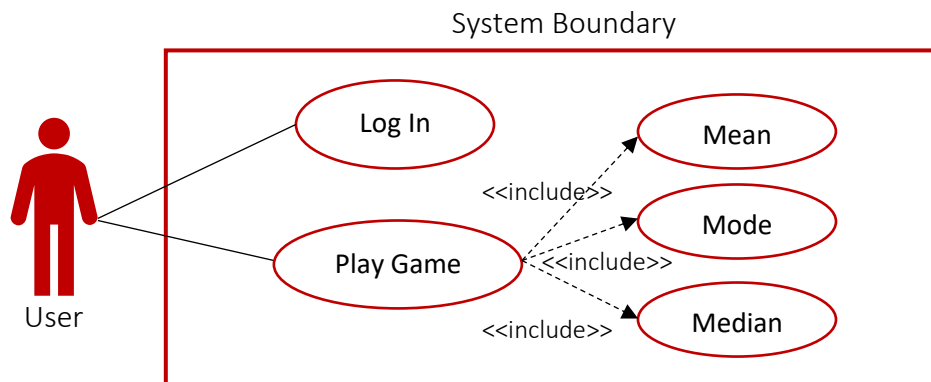 System Boundary
Log In
Mean
<<include>>
Mode
Play Game
<<include>>
User
Median
<<include>>